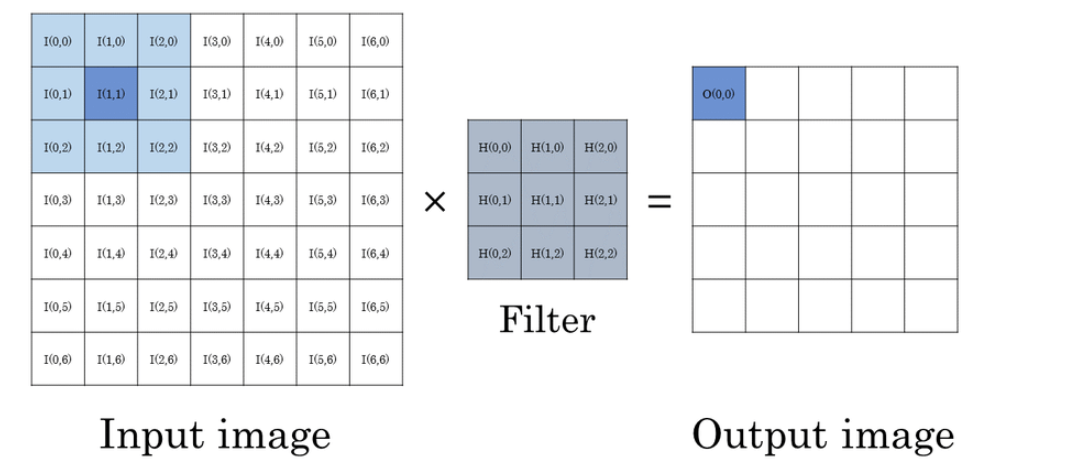 I(0,0) I(1,0) I(2,0) I(3,0) I(4,0) I(5,0) I(6,0)
I(0,1) I(1,1) I(2,1) I(3,1) I(4,1) I(5,1) I(6,1)
I(0,2) I(1,2) I(2,2) I(3,2) I(4,2) I(5,2) I(6,2)
I(0,3) I(1,3) I(2,3) I(3,3) I(4,3) I(5,3) I(6,3)
I(0,4) I(1,4) I(2,4) I(3,4) I(4,4) I(5,4) I(6,4)
I(0,5) I(1,5) I(2,5) I(3,5) I(4,5) I(5,5) I(6,5)
I(0,6) I(1,6) I(2,6) I(3,6) I(4,6) I(5,6) I(6,6)
Input image
×
H(0,0) H(1,0) H(2,0)
H(0,1) H(1,1) H(2,1)
H(0,2) H(1,2) H(2,2)
Filter
=
O(0,0)
Output image